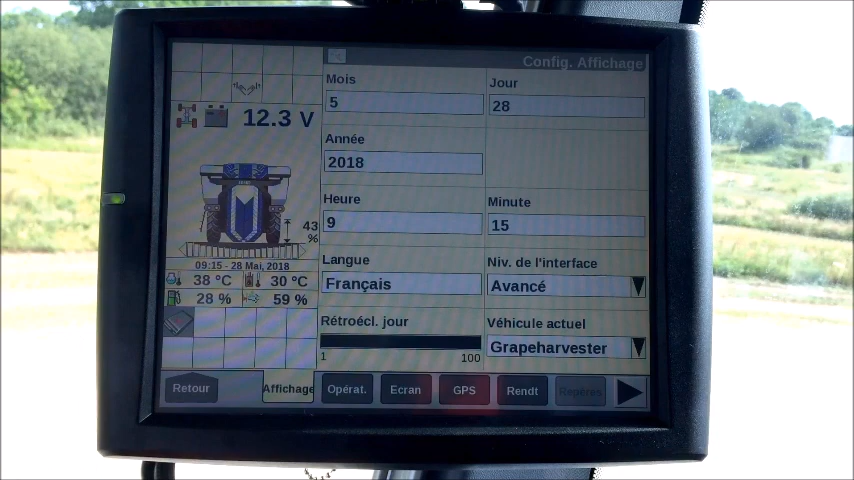 Config. Affichage
Mois
5
Jour
28
12.3 V
Année
2018
Heure
9
Minute
15
43
%
09:15 - 28 Mai, 2018
38 °C
30 °C
28 %
59 %
Langue
Français
Niv. de l'interface
Avancé
Rétroécl. jour
1
100
Véhicule actuel
Grapeharvester
Retour
Affichage
Opérat.
Ecran
GPS
Rendt
Repères